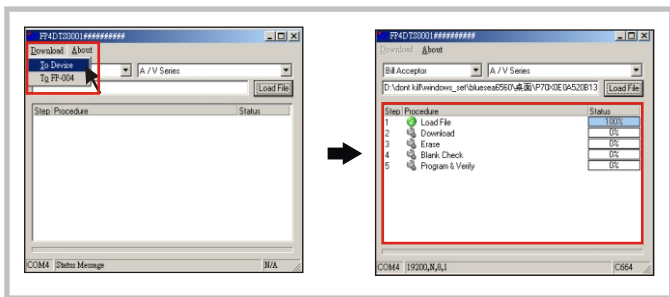 FP4DTS0001##########
Download About
To Device
To FP-004
A / V Series
Load File
Step Procedure Status
COM4 Status Message N/A
FP4DTS0001##########
Download About
Bill Acceptor A / V Series
D:\dont kill\windows_set\bluesea6560\桌面\P70X0E0A520B13 Load File
Step Procedure Status
1 Load File 100%
2 Download 0%
3 Erase 0%
4 Blank Check 0%
5 Program & Verify 0%
COM4 19200,N,8,1 C664